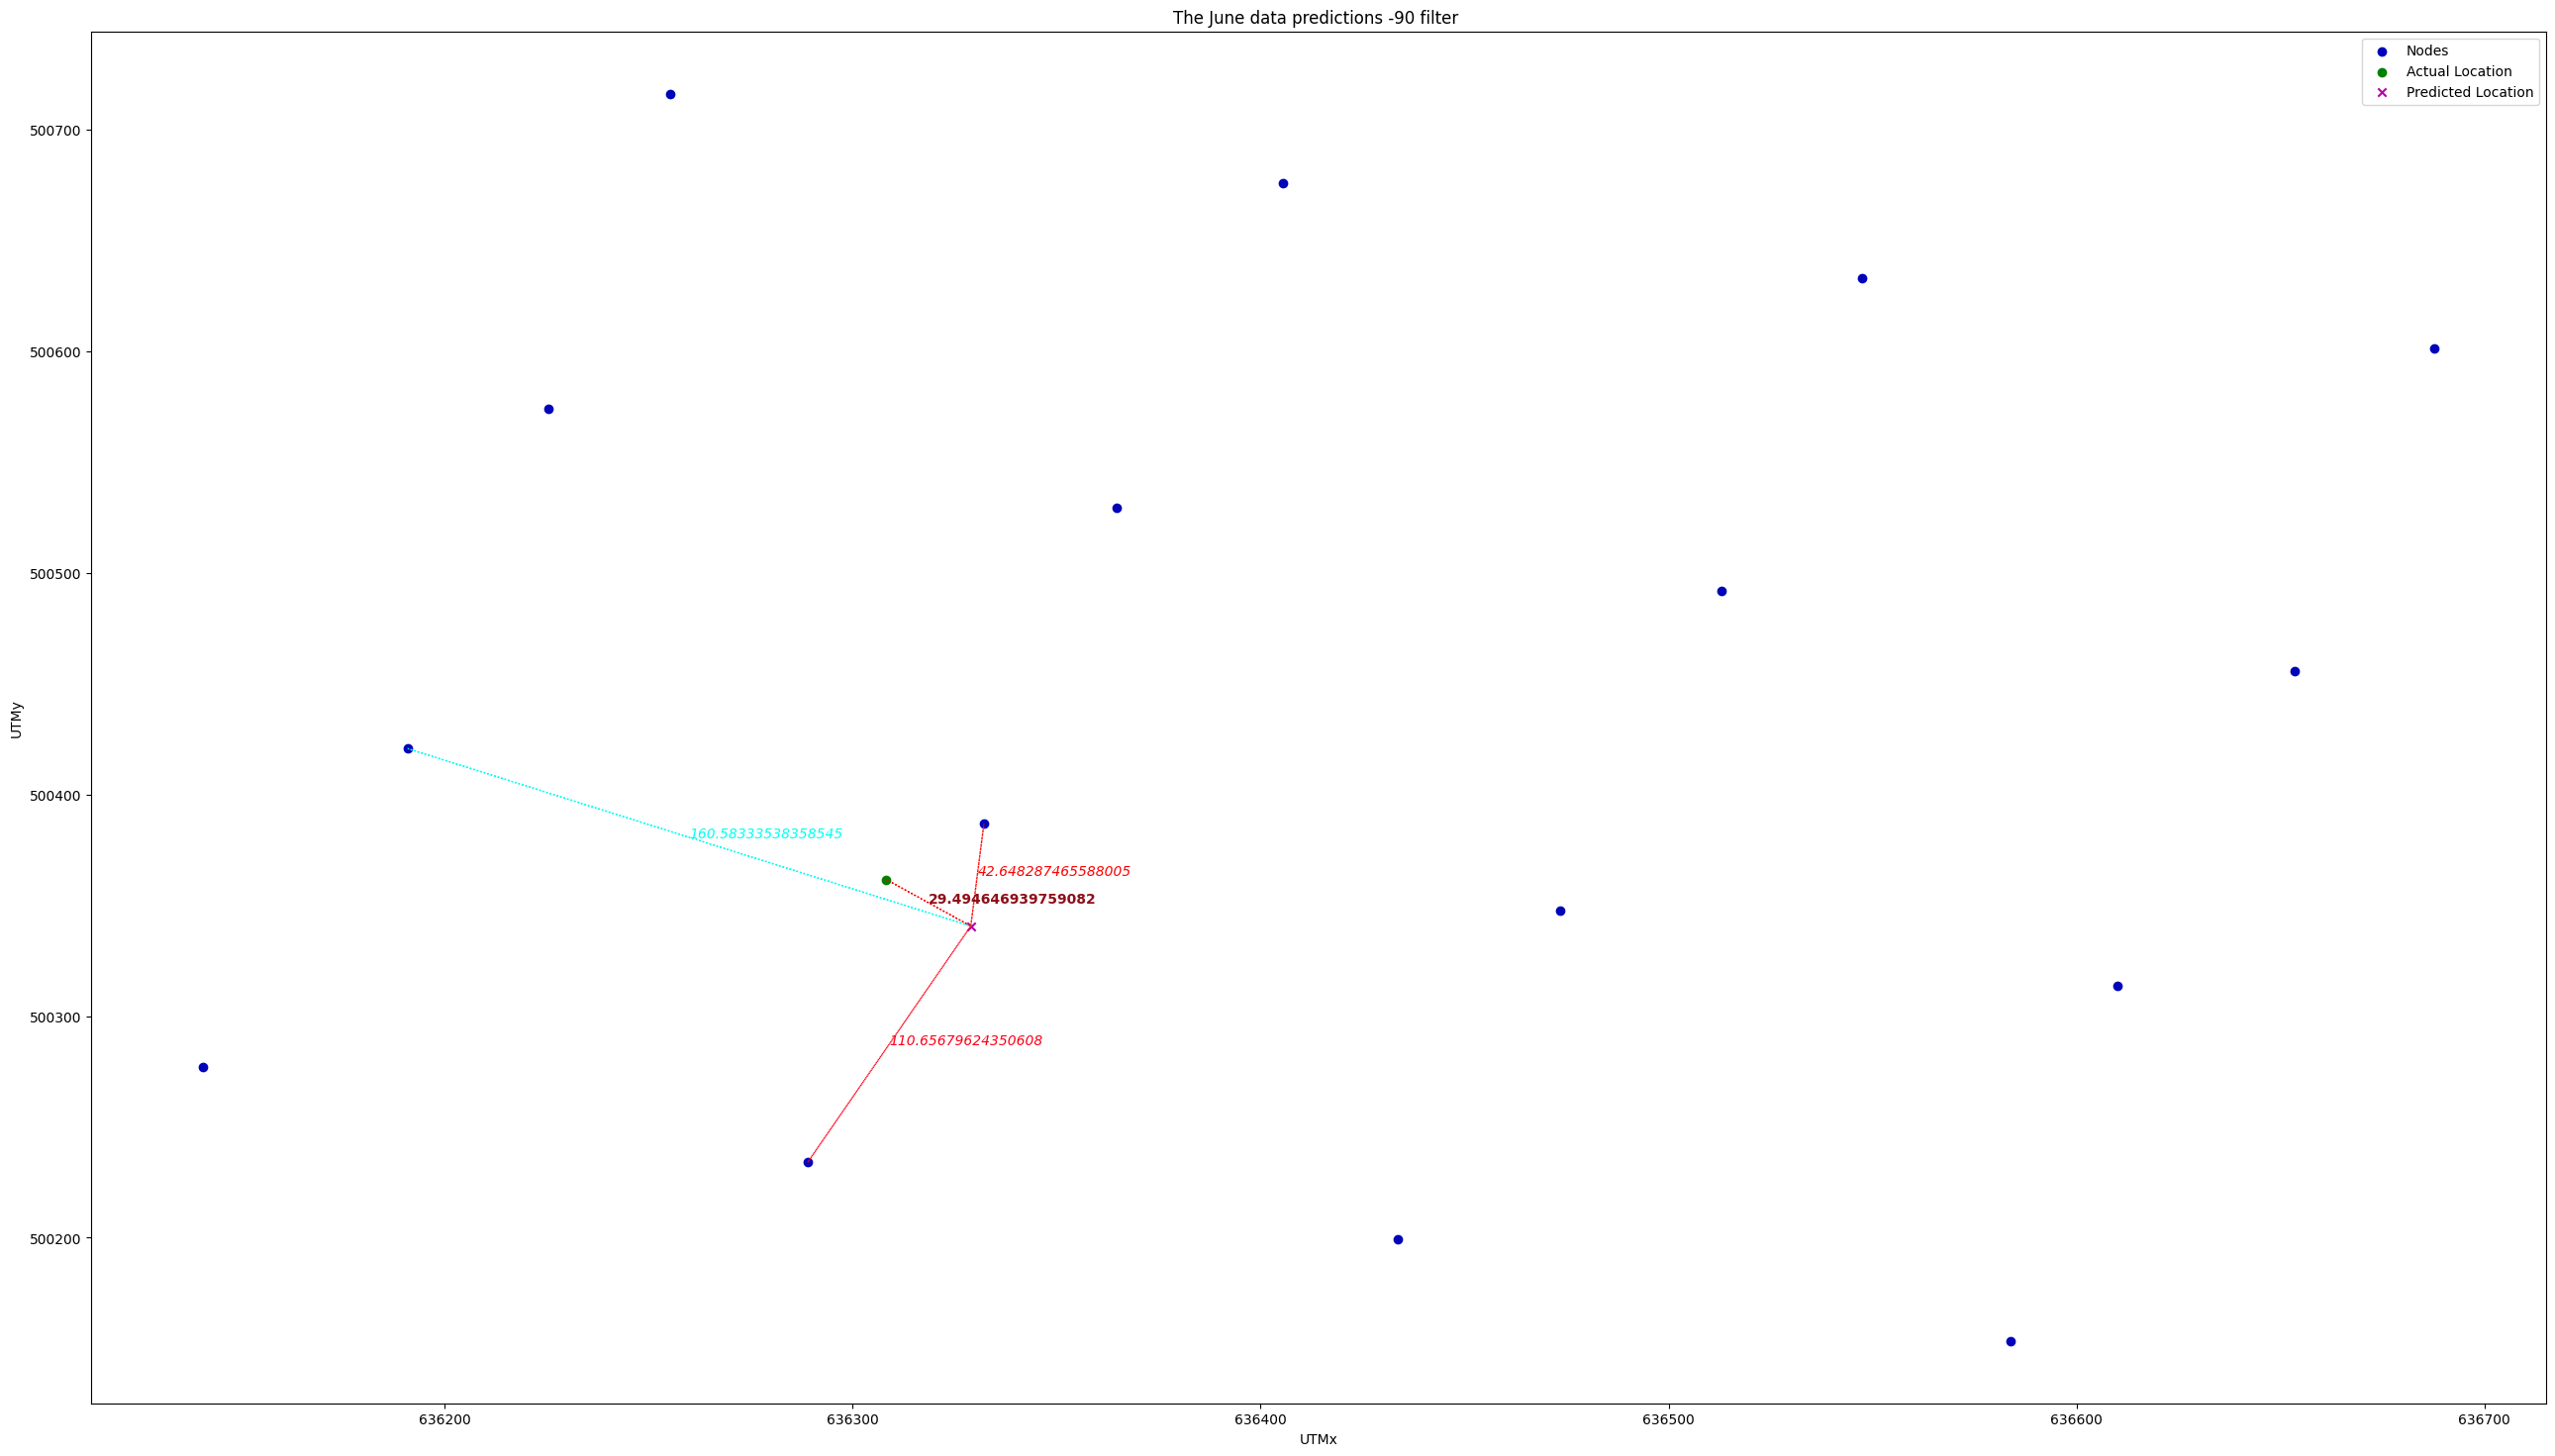 The June data predictions -90 filter
Nodes
Actual Location
Predicted Location
500700
500600
500500
500400
500300
500200
UTMy
160.58333538358545
42.648287465588005
29.494646939759082
110.65679624350608
636200
636300
636400
636500
636600
636700
UTMx